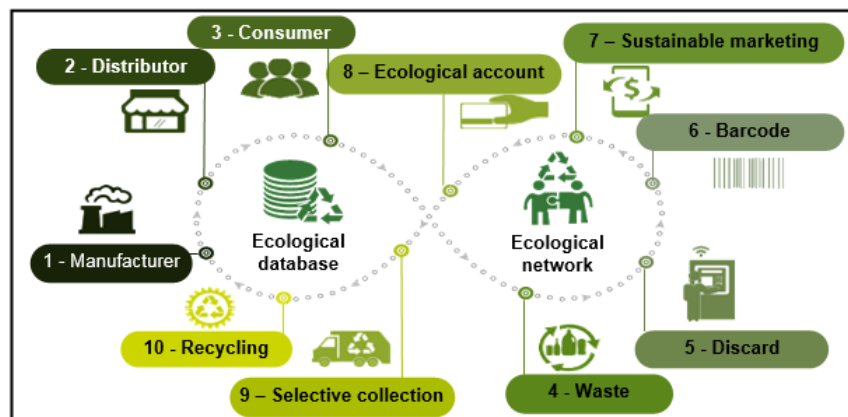 3 - Consumer
2 - Distributor
8 – Ecological account
7 – Sustainable marketing
6 - Barcode
Ecological
database
Ecological
network
1 - Manufacturer
10 - Recycling
9 – Selective collection
4 - Waste
5 - Discard
$